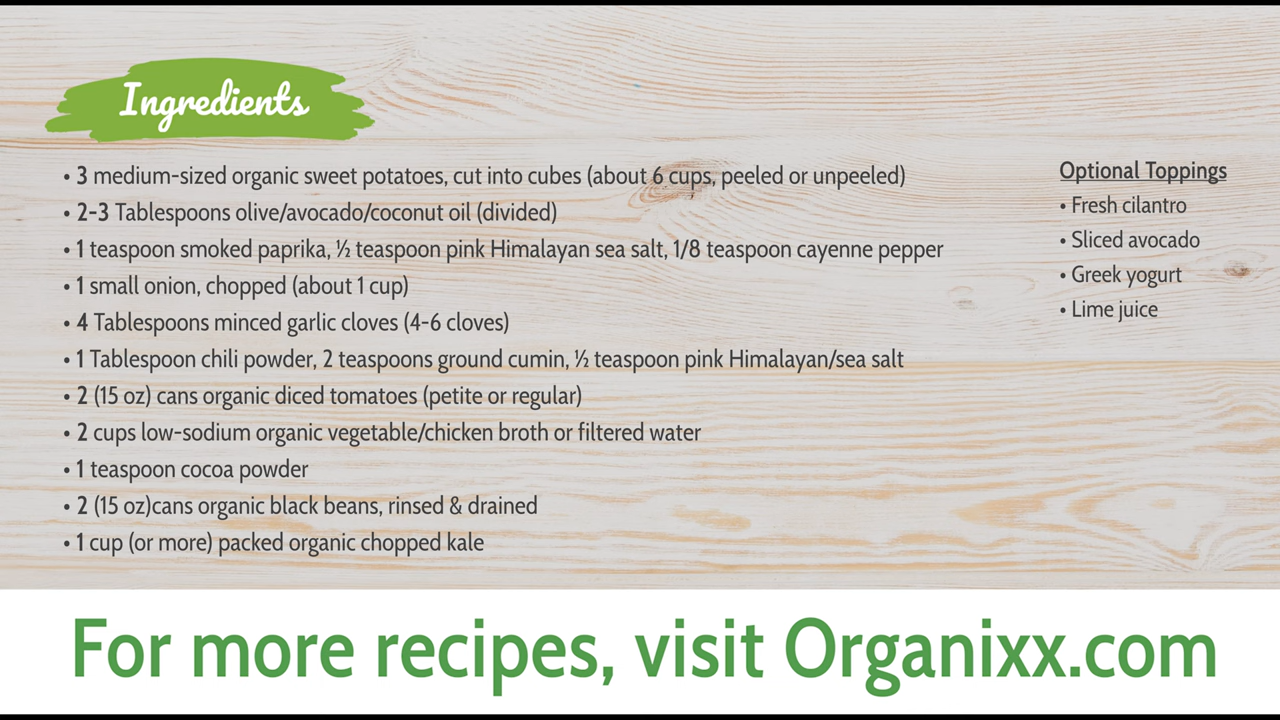 Ingredients
• 3 medium-sized organic sweet potatoes, cut into cubes (about 6 cups, peeled or unpeeled)
• 2-3 Tablespoons olive/avocado/coconut oil (divided)
• 1 teaspoon smoked paprika, ½ teaspoon pink Himalayan sea salt, 1/8 teaspoon cayenne pepper
• 1 small onion, chopped (about 1 cup)
• 4 Tablespoons minced garlic cloves (4-6 cloves)
• 1 Tablespoon chili powder, 2 teaspoons ground cumin, ½ teaspoon pink Himalayan/sea salt
• 2 (15 oz) cans organic diced tomatoes (petite or regular)
• 2 cups low-sodium organic vegetable/chicken broth or filtered water
• 1 teaspoon cocoa powder
• 2 (15 oz)cans organic black beans, rinsed & drained
• 1 cup (or more) packed organic chopped kale
Optional Toppings
• Fresh cilantro
• Sliced avocado
• Greek yogurt
• Lime juice
For more recipes, visit Organixx.com